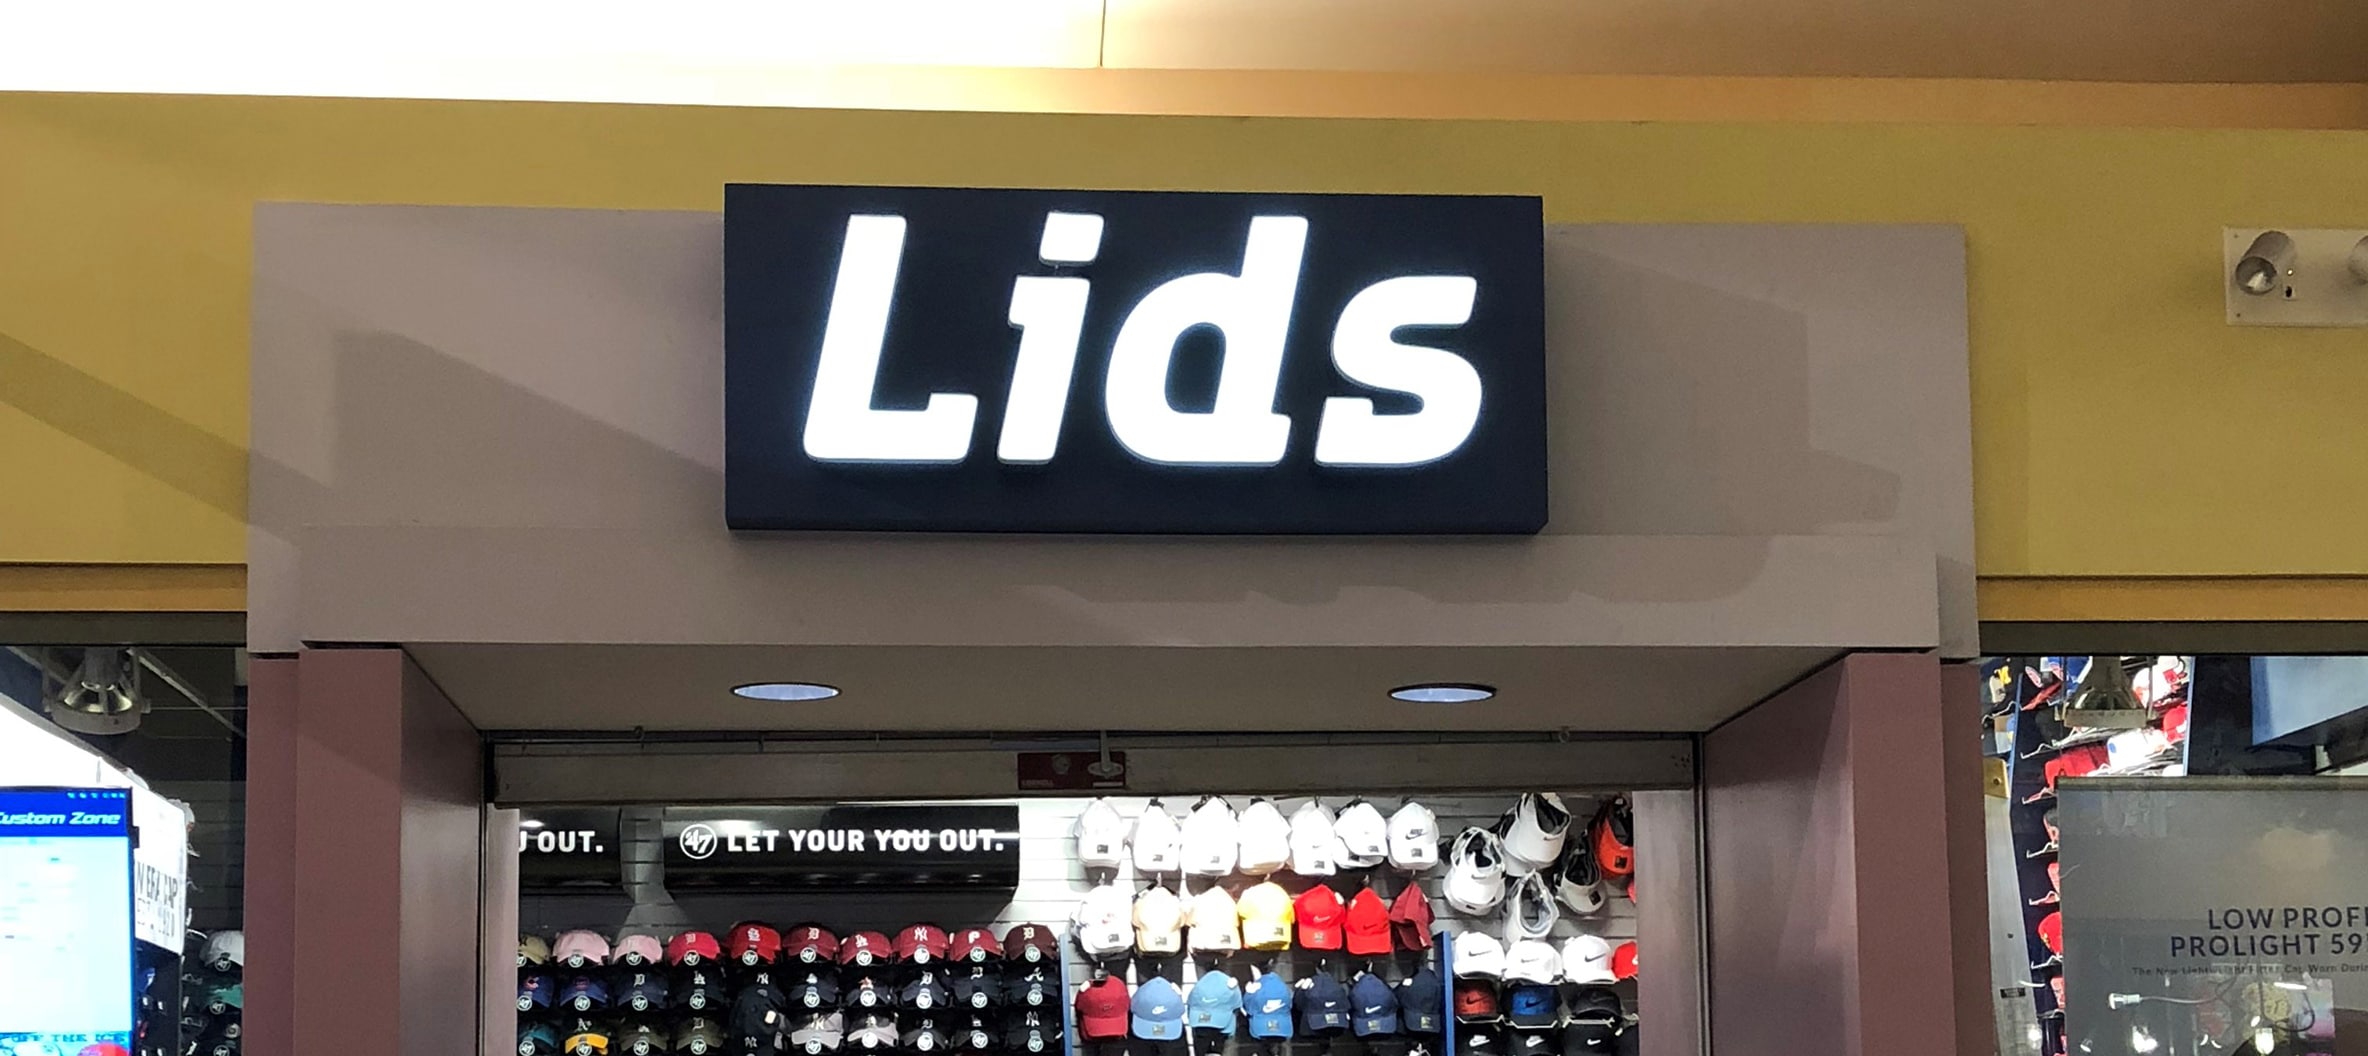 Lids
Custom Zone
OUT.
47 LET YOUR YOU OUT.
LOW PROFI
PROLIGHT 59